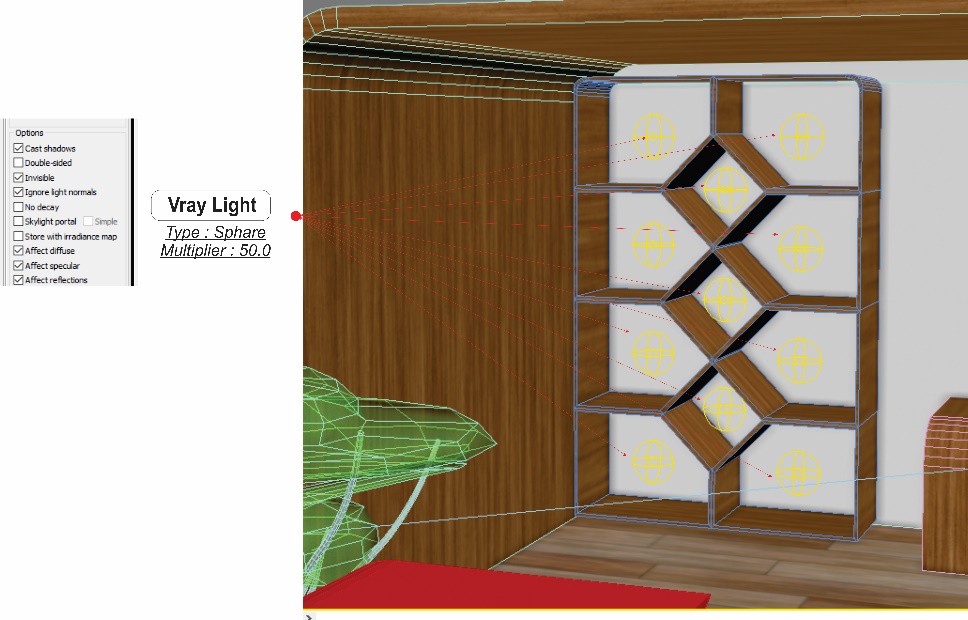 Options
Cast shadows
Double-sided
Invisible
Ignore light normals
No decay
Skylight portal Simple
Store with irradiance map
Affect diffuse
Affect specular
Affect reflections
Vray Light
Type : Sphare
Multiplier : 50.0